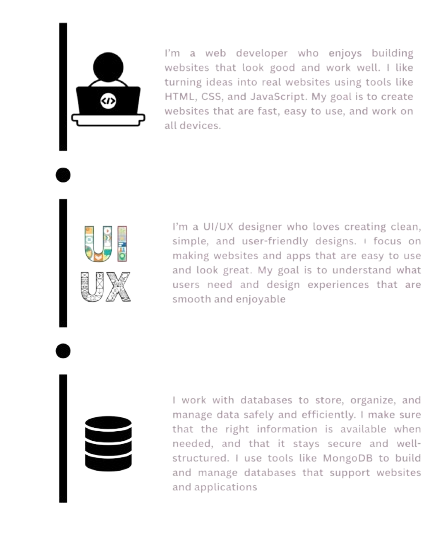 I'm a web developer who enjoys building
websites that look good and work well. I like
turning ideas into real websites using tools like
HTML, CSS, and JavaScript. My goal is to create
websites that are fast, easy to use, and work on
all devices.
UI
UX
I'm a UI/UX designer who loves creating clean,
simple, and user-friendly designs. I focus on
making websites and apps that are easy to use
and look great. My goal is to understand what
users need and design experiences that are
smooth and enjoyable
I work with databases to store, organize, and
manage data safely and efficiently. I make sure
that the right information is available when
needed, and that it stays secure and well-
structured. I use tools like MongoDB to build
and manage databases that support websites
and applications